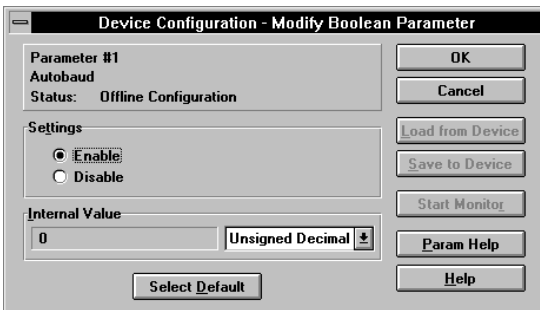 Device Configuration - Modify Boolean Parameter
Parameter #1
Autobaud
Status: Offline Configuration
Settings
Enable
Disable
Internal Value
0
Unsigned Decimal
Select Default
OK
Cancel
Load from Device
Save to Device
Start Monitor
Param Help
Help